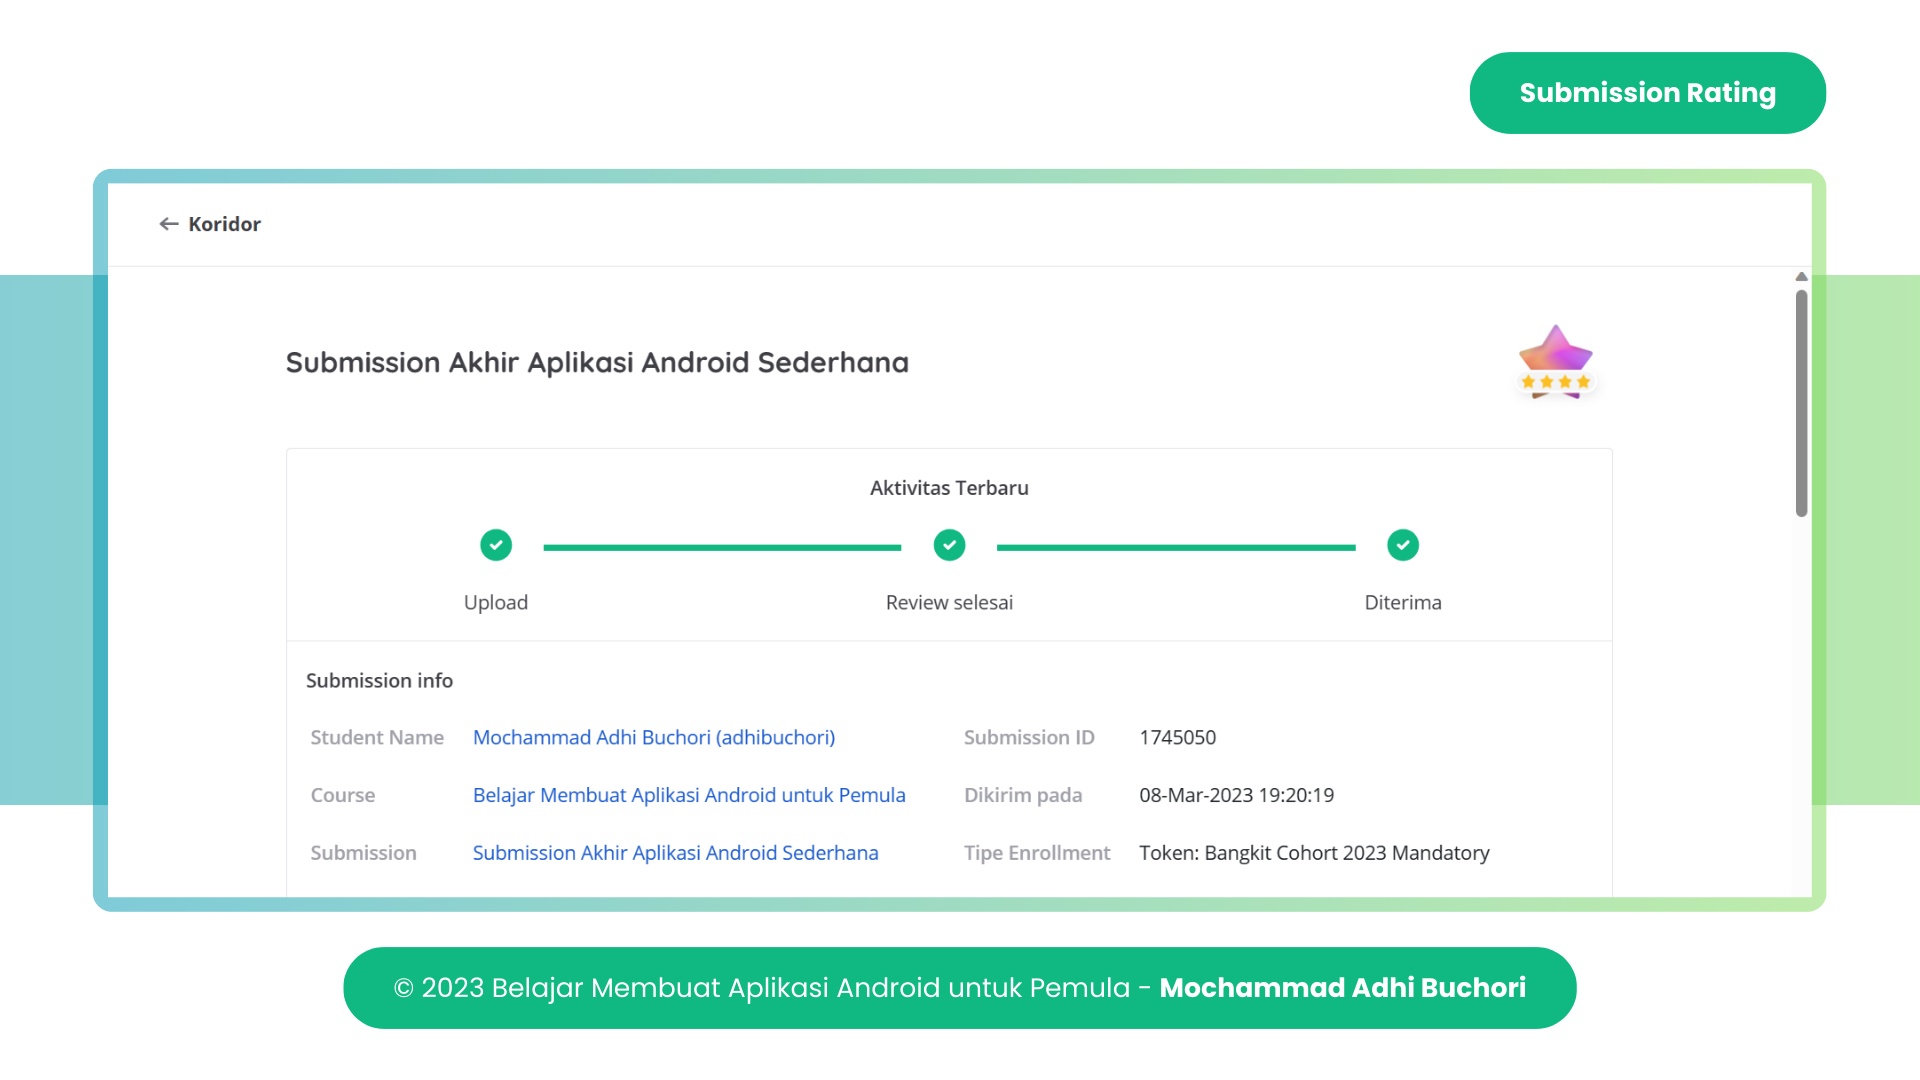 Submission Rating
Koridor
Submission Akhir Aplikasi Android Sederhana
Aktivitas Terbaru
Upload
Review selesai
Diterima
Submission info
Student Name Mochammad Adhi Buchori (adhibuchori) Submission ID 1745050
Course Belajar Membuat Aplikasi Android untuk Pemula Dikirim pada 08-Mar-2023 19:20:19
Submission Submission Akhir Aplikasi Android Sederhana Tipe Enrollment Token: Bangkit Cohort 2023 Mandatory
© 2023 Belajar Membuat Aplikasi Android untuk Pemula - Mochammad Adhi Buchori